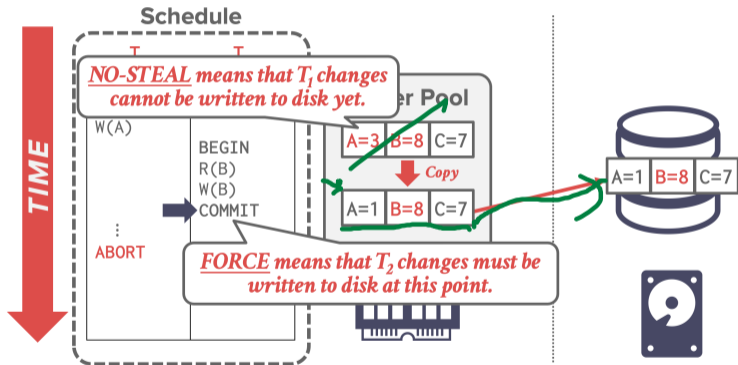 Schedule
T
T
NO-STEAL means that T1 changes
cannot be written to disk yet.
Pool
W(A)
BEGIN
R(B)
W(B)
COMMIT
⋮
ABORT
TIME
A=3 B=8 C=7
Copy
A=1 B=8 C=7
A=1 B=8 C=7
FORCE means that T2 changes must be
written to disk at this point.